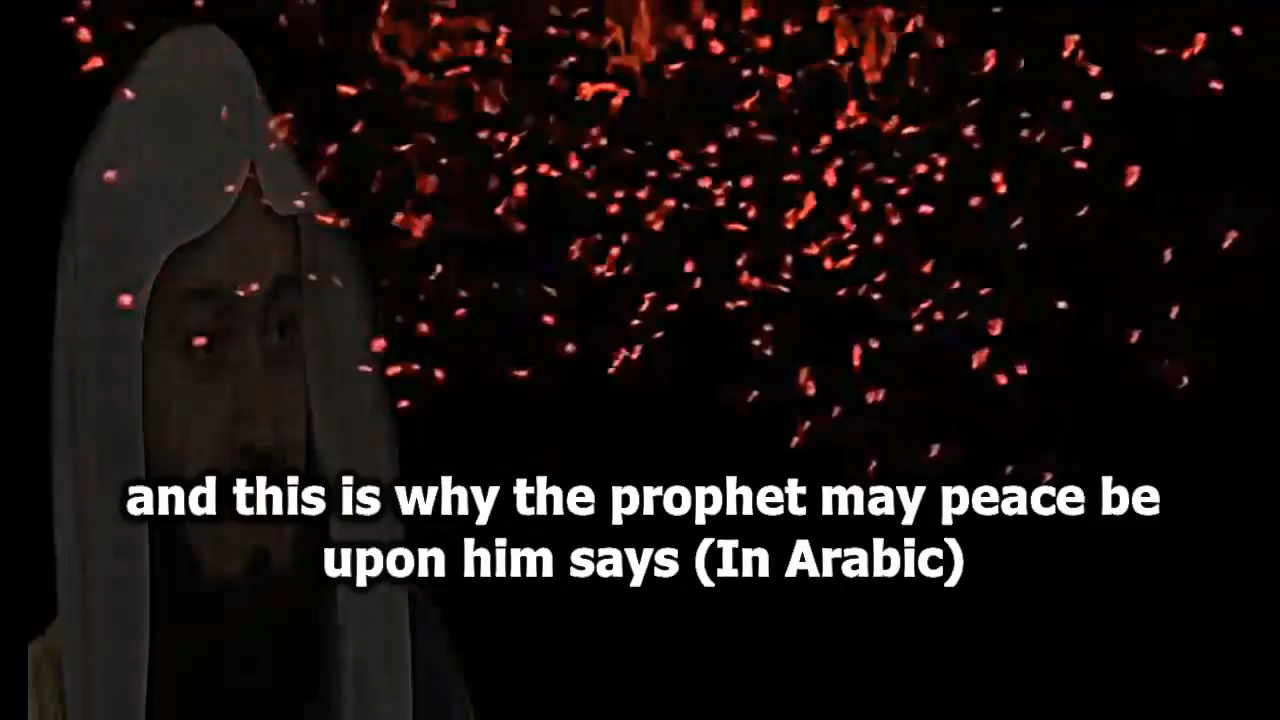 and this is why the prophet may peace be
upon him says (In Arabic)